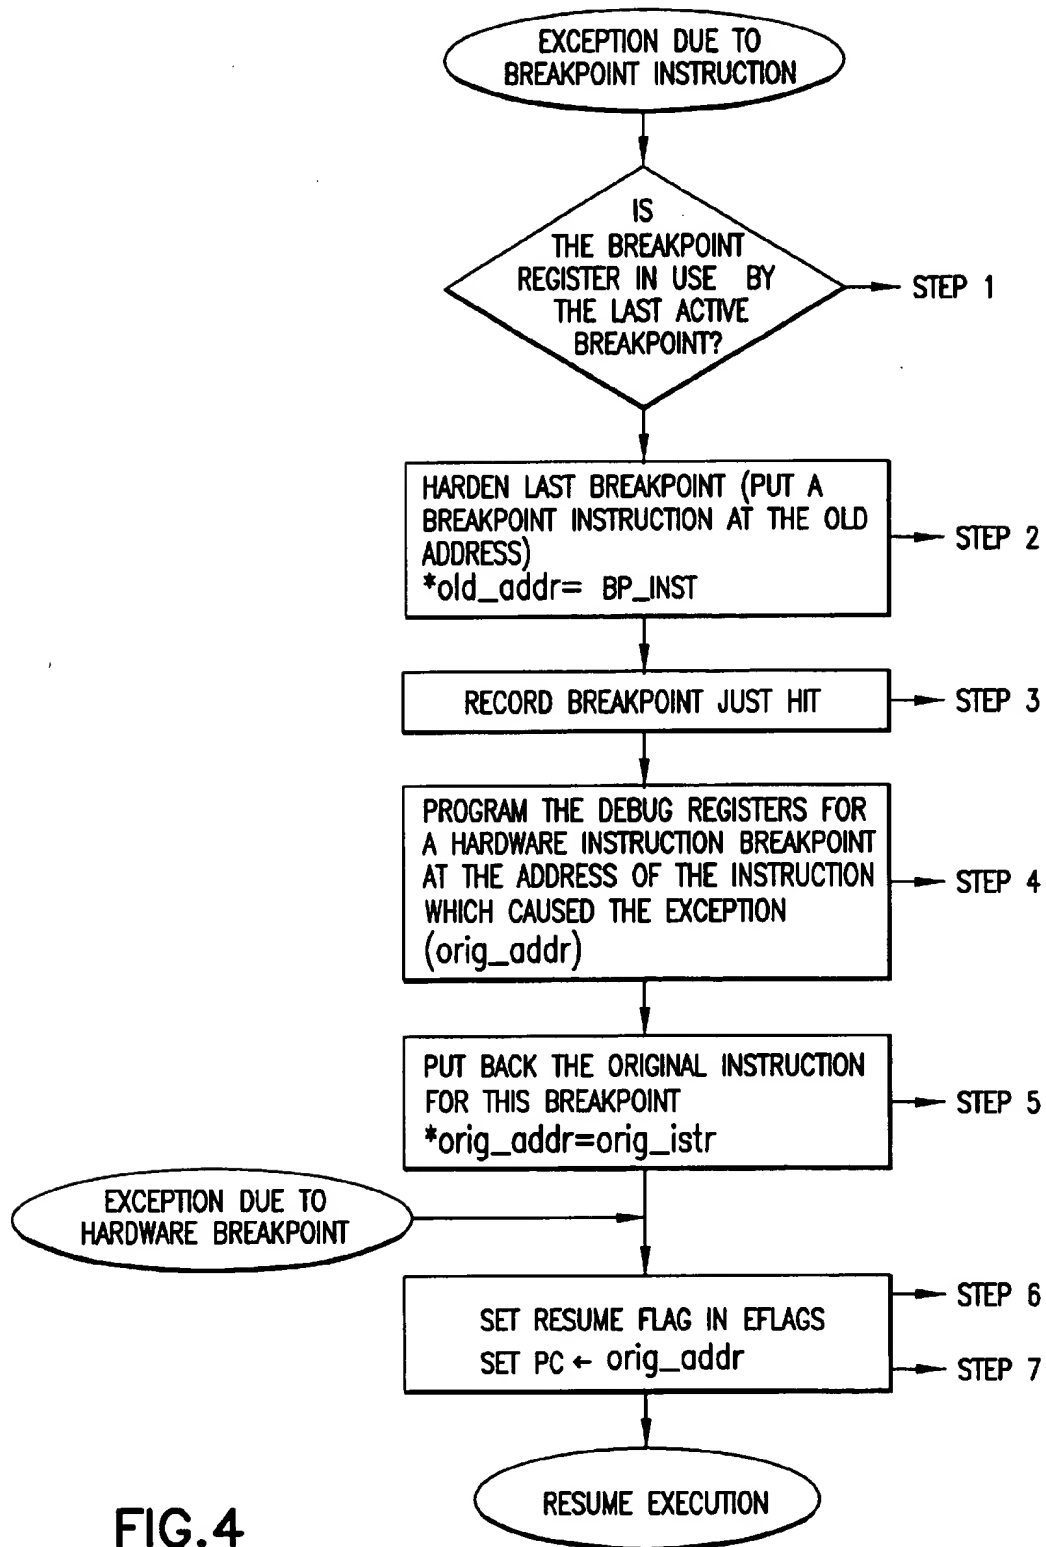 EXCEPTION DUE TO
BREAKPOINT INSTRUCTION
IS
THE BREAKPOINT
REGISTER IN USE BY
THE LAST ACTIVE
BREAKPOINT?
STEP 1
HARDEN LAST BREAKPOINT (PUT A
BREAKPOINT INSTRUCTION AT THE OLD
ADDRESS)
*old_addr= BP_INST
STEP 2
RECORD BREAKPOINT JUST HIT
STEP 3
PROGRAM THE DEBUG REGISTERS FOR
A HARDWARE INSTRUCTION BREAKPOINT
AT THE ADDRESS OF THE INSTRUCTION
WHICH CAUSED THE EXCEPTION
(orig_addr)
STEP 4
PUT BACK THE ORIGINAL INSTRUCTION
FOR THIS BREAKPOINT
*orig_addr=orig_istr
STEP 5
EXCEPTION DUE TO
HARDWARE BREAKPOINT
SET RESUME FLAG IN EFLAGS
STEP 6
SET PC ← orig_addr
STEP 7
RESUME EXECUTION
FIG.4